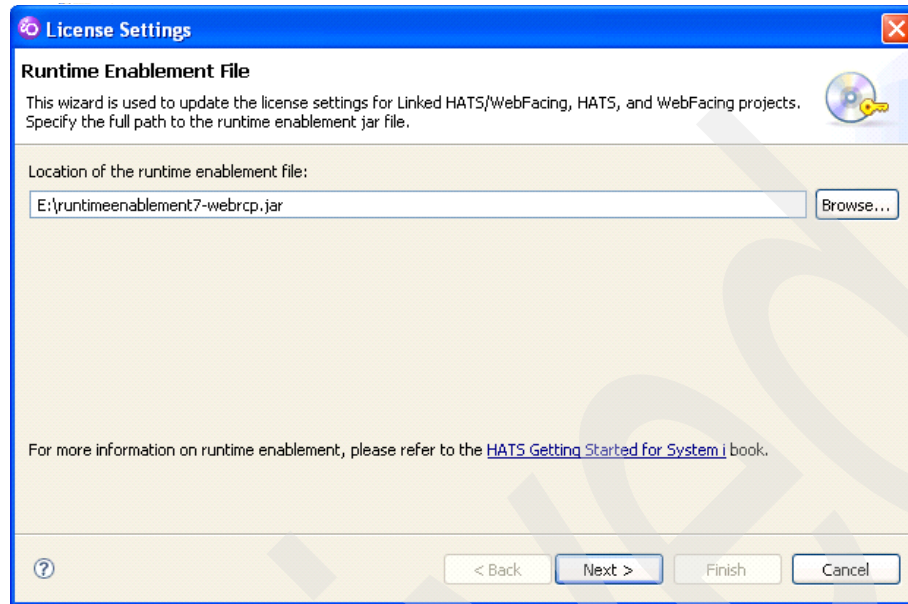 License Settings
Runtime Enablement File
This wizard is used to update the license settings for Linked HATS/WebFacing, HATS, and WebFacing projects.
Specify the full path to the runtime enablement jar file.
Location of the runtime enablement file:
E:\runtimeenablement7-webrcp.jar
Browse...
For more information on runtime enablement, please refer to the HATS Getting Started for System i book.
< Back
Next >
Finish
Cancel